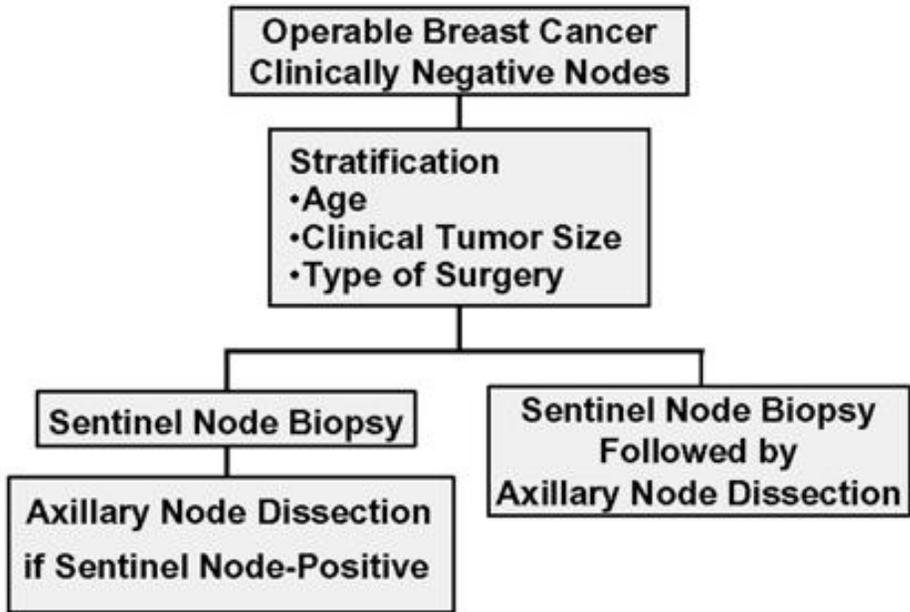 Operable Breast Cancer
Clinically Negative Nodes
Stratification
•Age
•Clinical Tumor Size
•Type of Surgery
Sentinel Node Biopsy
Axillary Node Dissection
if Sentinel Node-Positive
Sentinel Node Biopsy
Followed by
Axillary Node Dissection